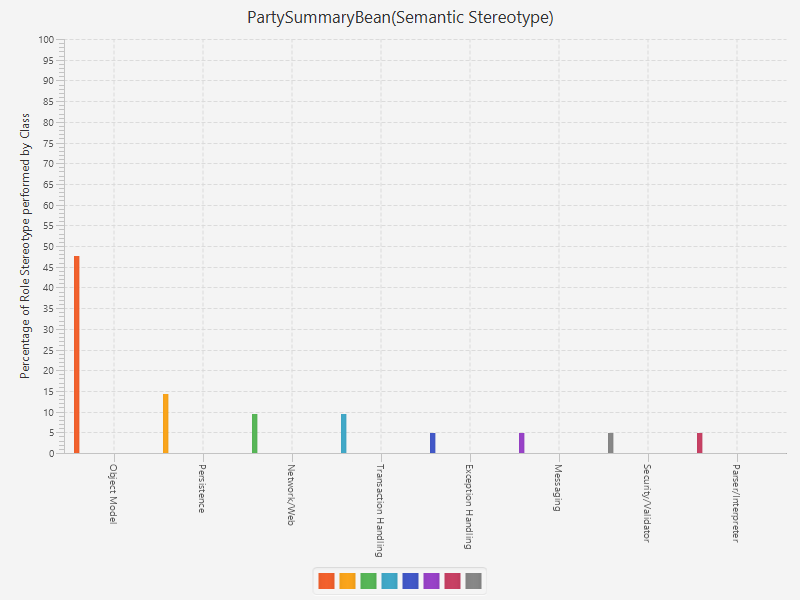 PartySummaryBean(Semantic Stereotype)
Percentage of Role Stereotype performed by Class
100
95
90
85
80
75
70
65
60
55
50
45
40
35
30
25
20
15
10
5
0
Object Model
Persistence
Network/Web
Transaction Handling
Exception Handling
Messaging
Security/Validator
Parser/Interpreter